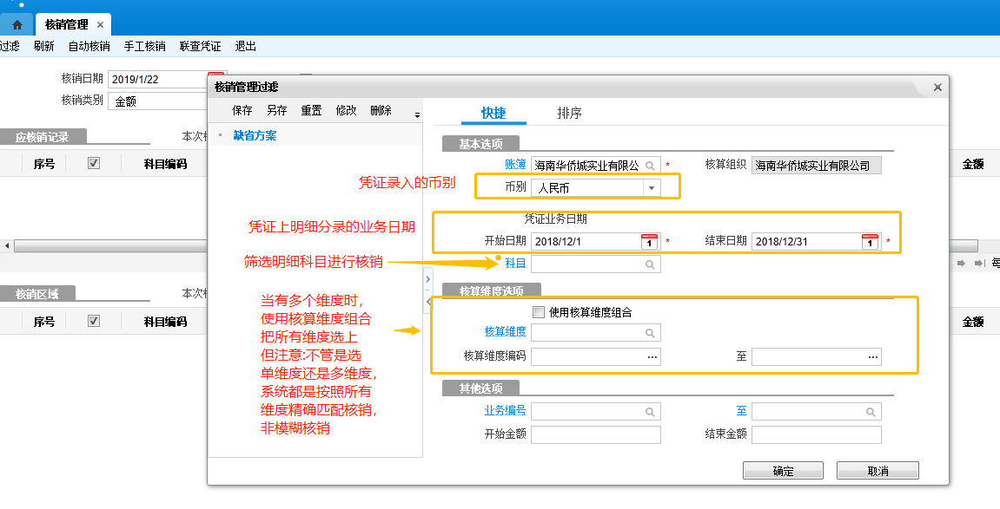 核销管理 ×
过滤 刷新 自动核销 手工核销 联查凭证 退出
核销日期 2019/1/22
核销类别 金额
应核销记录 本次
序号 科目编码 金额
核销区域 本次
序号 科目编码 金额
核销管理过滤
保存 另存 重置 修改 删除
缺省方案
快捷 排序
基本选项
账簿 海南华侨城实业有限公 * 核算组织 海南华侨城实业有限公司
凭证录入的币别
币别 人民币
凭证业务日期
凭证上明细分录的业务日期
开始日期 2018/12/1 * 结束日期 2018/12/31 *
筛选明细科目进行核销
科目
核算维度选项
当有多个维度时，
使用核算维度组合
把所有维度选上
但注意:不管是选
单维度还是多维度，
系统都是按照所有
维度精确匹配核销，
非模糊核销
使用核算维度组合
核算维度
核算维度编码 ... 至 ...
其他选项
业务编号 至
开始金额 结束金额
确定 取消